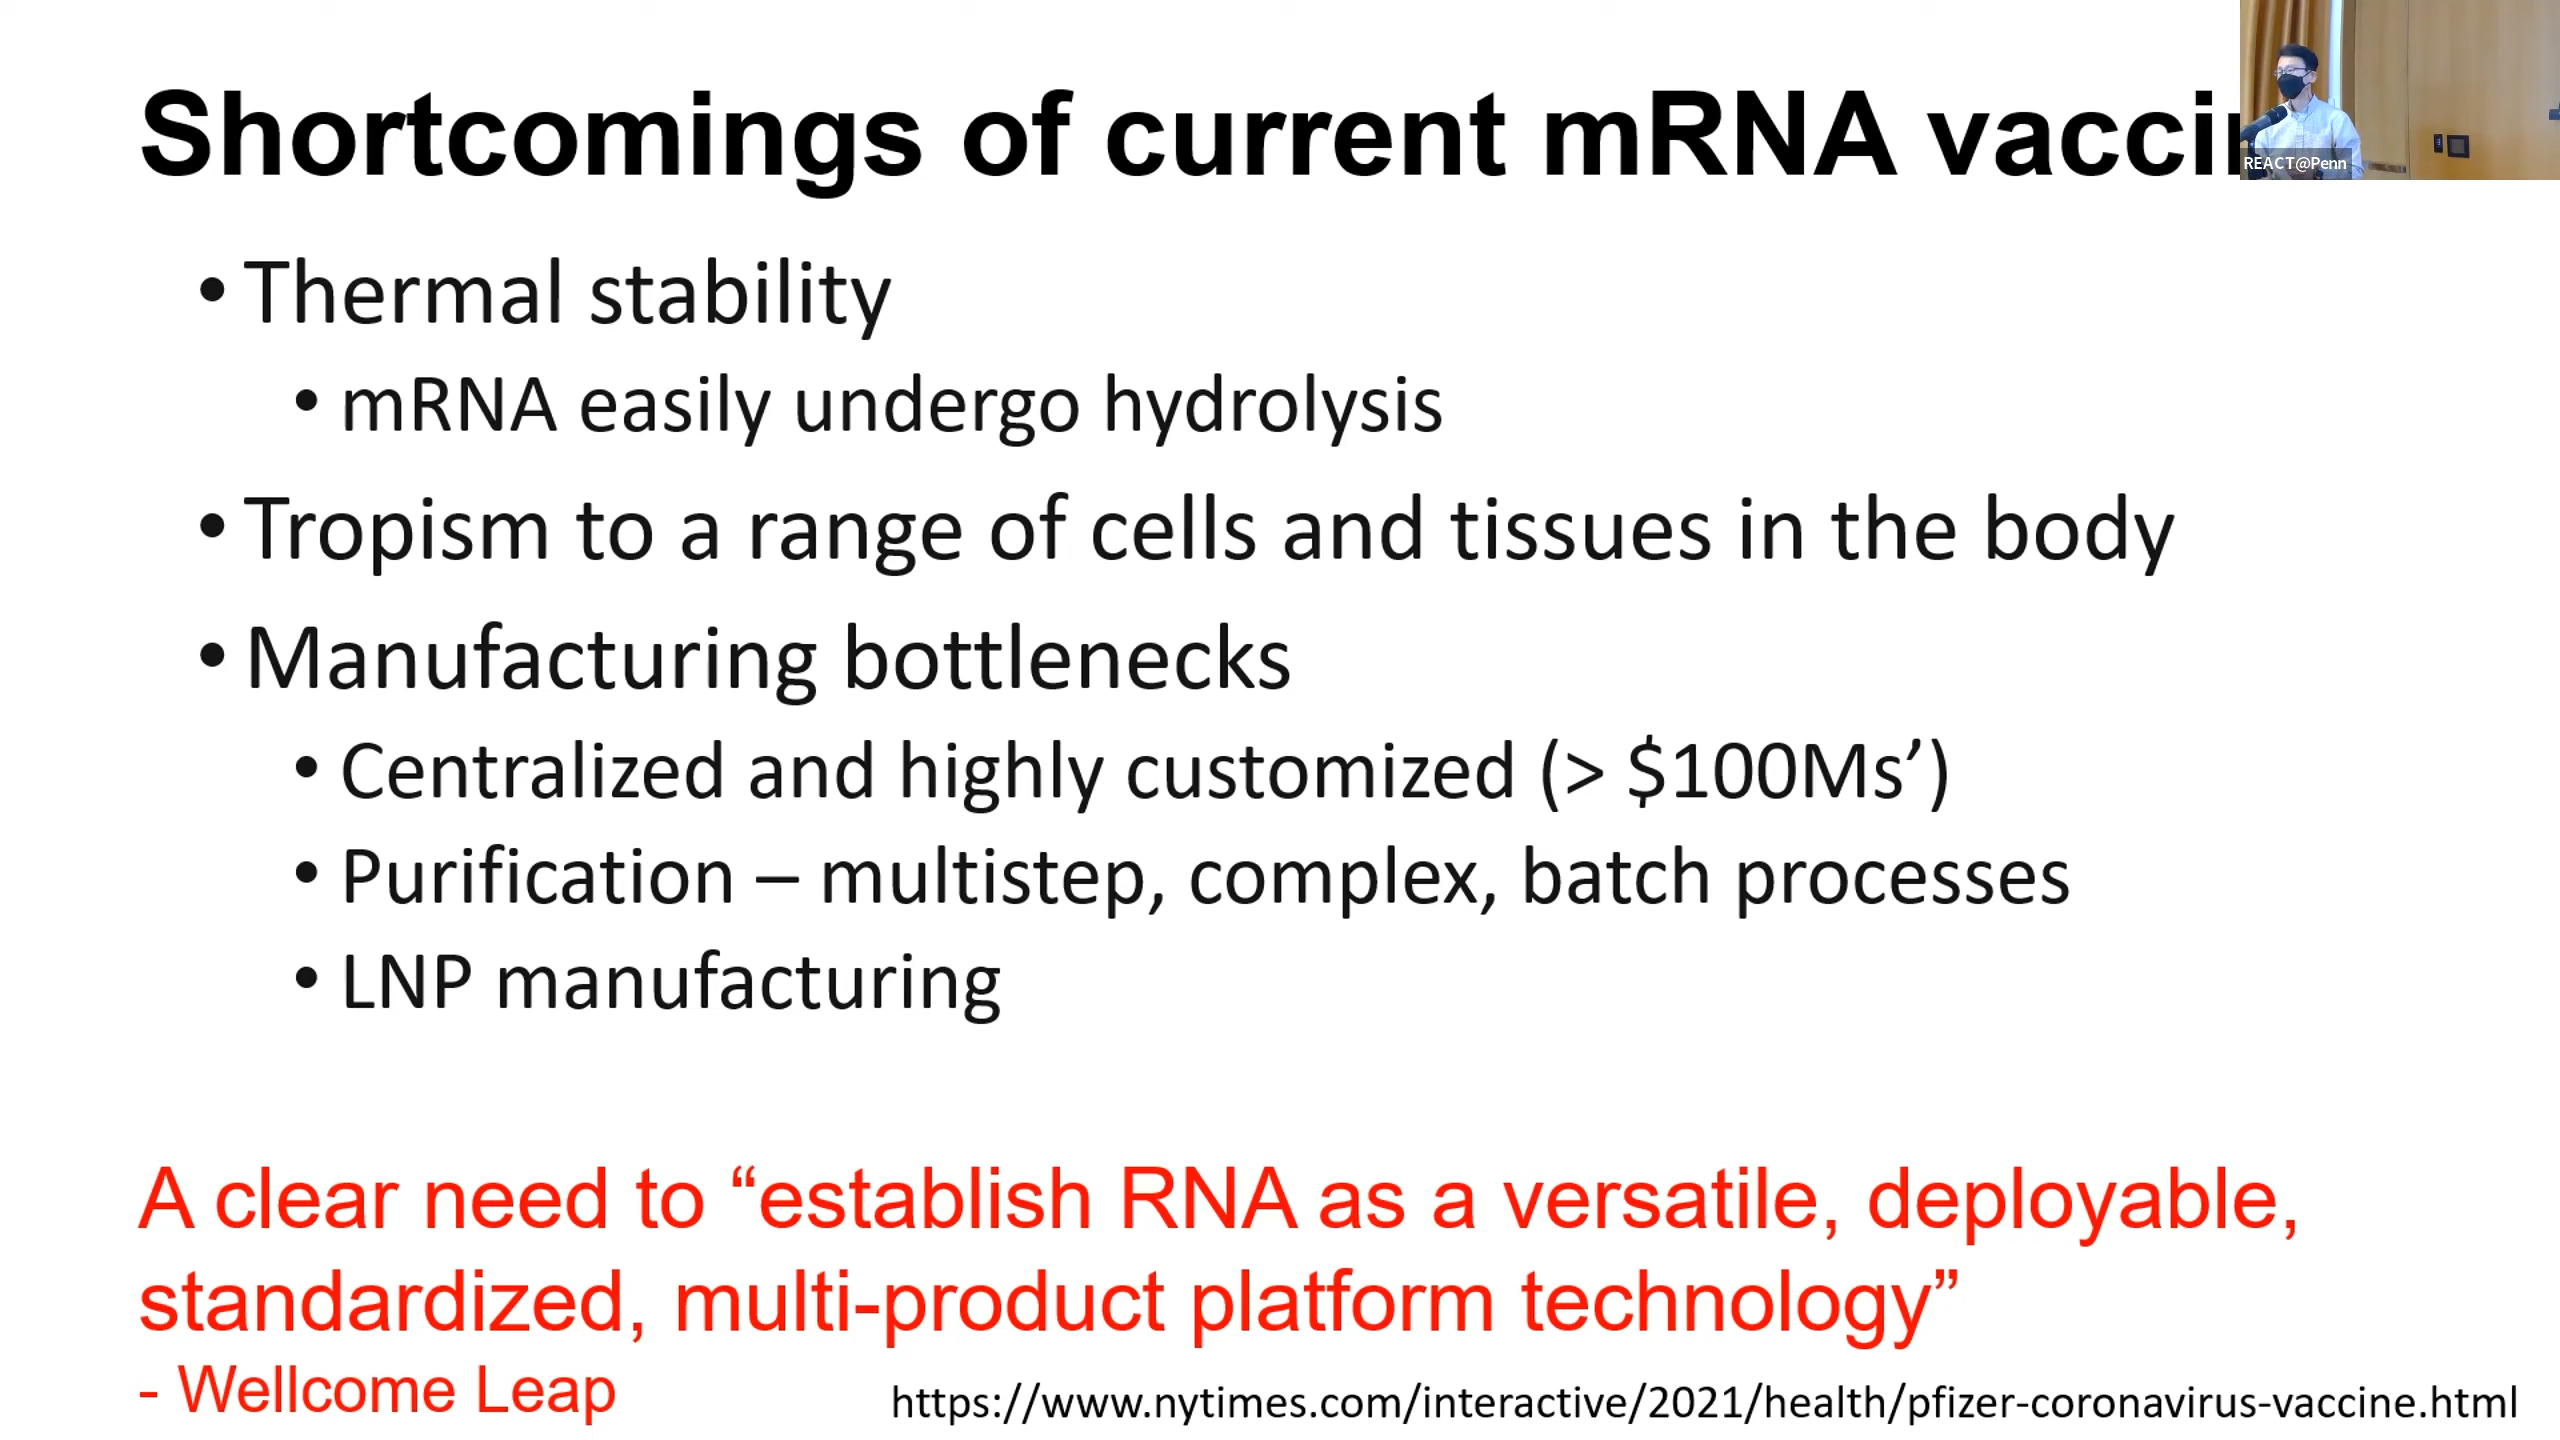 Shortcomings of current mRNA
REACT@Penn
• Thermal stability
• mRNA easily undergo hydrolysis
• Tropism to a range of cells and tissues in the body
• Manufacturing bottlenecks
• Centralized and highly customized (> $100Ms’)
• Purification – multistep, complex, batch processes
• LNP manufacturing
A clear need to “establish RNA as a versatile, deployable,
standardized, multi-product platform technology”
- Wellcome Leap
https://www.nytimes.com/interactive/2021/health/pfizer-coronavirus-vaccine.html